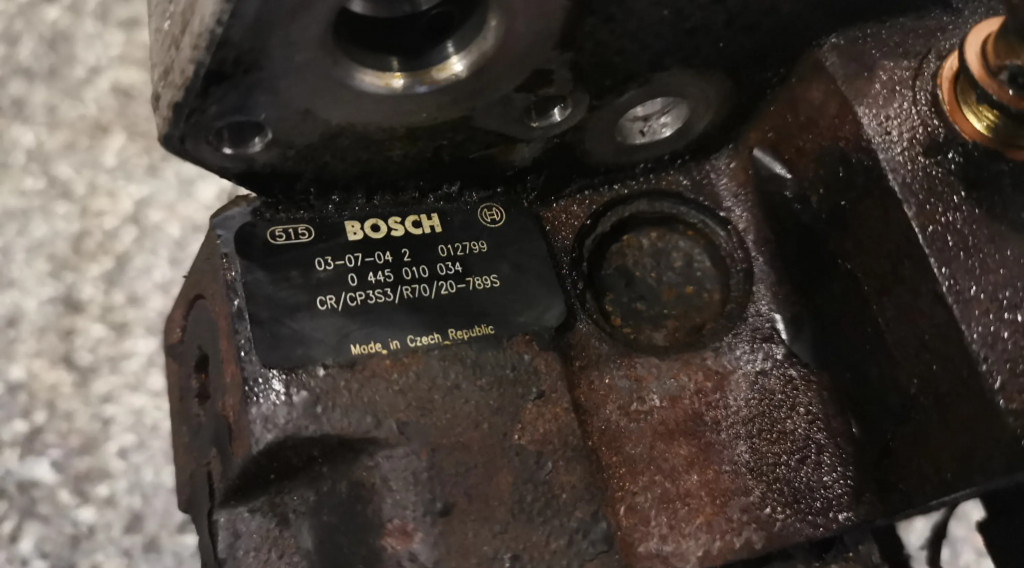 515 BOSCH
03-07-04 2 012799
0 445 010 034
CR/CP3S3/R70/20-789S
Made in Czech Republic